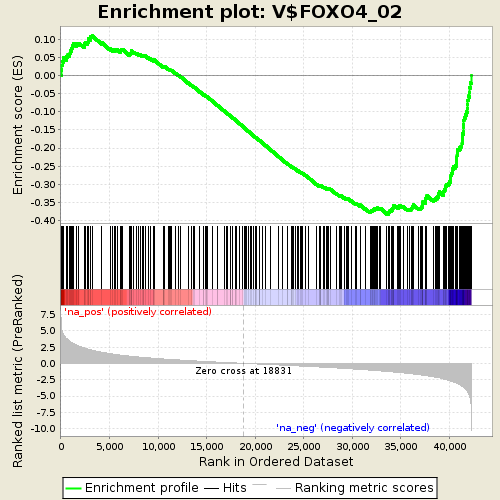 Enrichment plot: V$FOXO4_02
Enrichment score (ES)
0.10
0.05
0.00
-0.05
-0.10
-0.15
-0.20
-0.25
-0.30
-0.35
-0.40
'na_pos' (positively correlated)
Ranked list metric (PreRanked)
7.5
5.0
2.5
0.0
-2.5
-5.0
-7.5
-10.0
Zero cross at 18831
'na_neg' (negatively correlated)
0
5,000
10,000
15,000
20,000
25,000
30,000
35,000
40,000
Rank in Ordered Dataset
Enrichment profile
Hits
Ranking metric scores